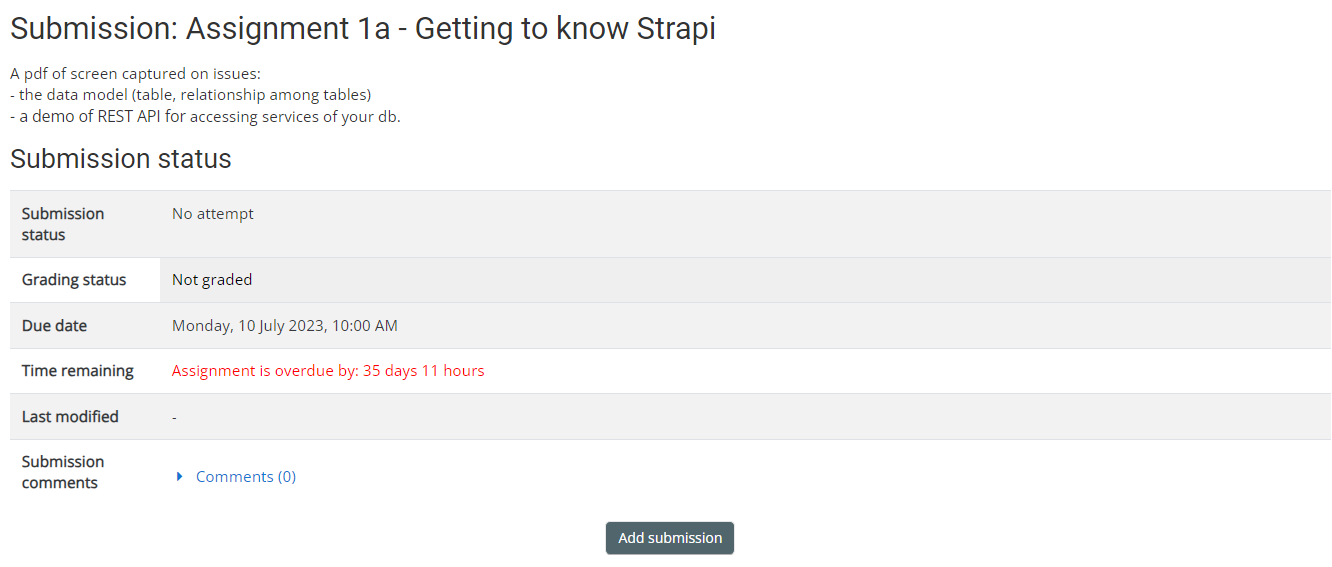 Submission: Assignment 1a - Getting to know Strapi
A pdf of screen captured on issues:
- the data model (table, relationship among tables)
- a demo of REST API for accessing services of your db.
Submission status
Submission status
No attempt
Grading status
Not graded
Due date
Monday, 10 July 2023, 10:00 AM
Time remaining
Assignment is overdue by: 35 days 11 hours
Last modified
-
Submission comments
Comments (0)
Add submission